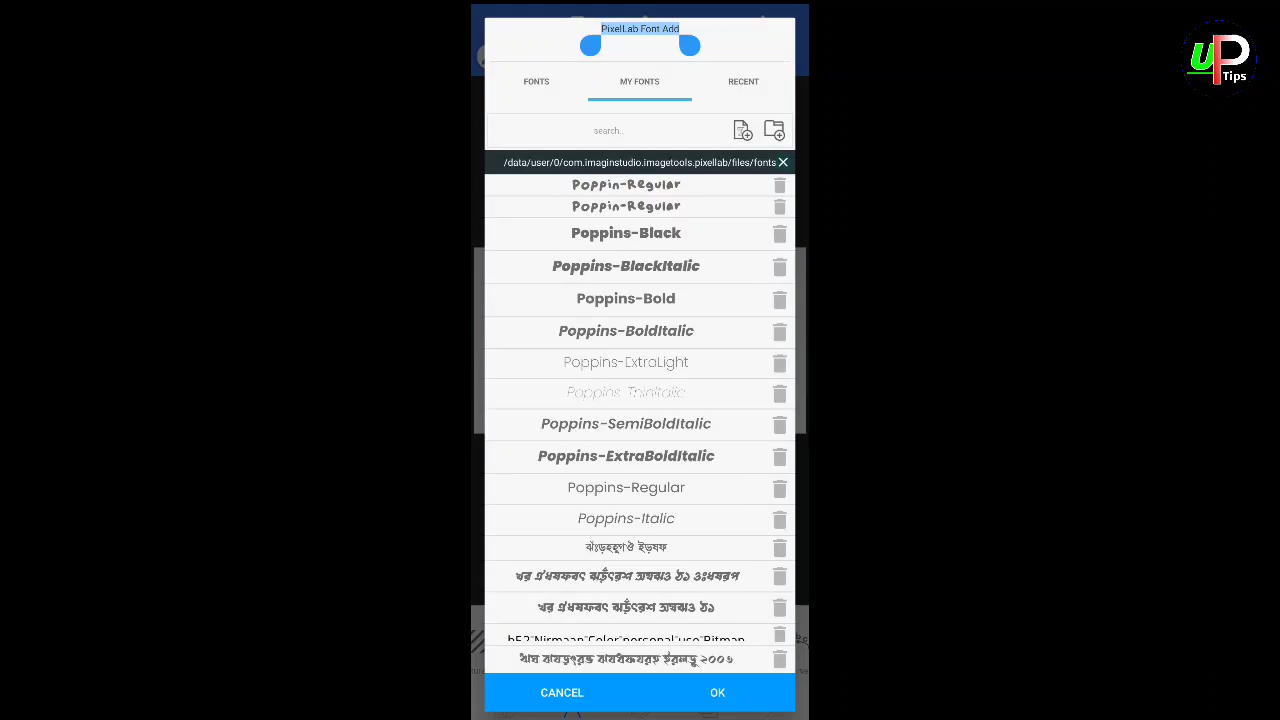 PixelLab Font Add
UP Tips
FONTS MY FONTS RECENT
search..
/data/user/0/com.imaginstudio.imagetools.pixellab/files/fonts
Poppin-Regular
Poppin-Regular
Poppins-Black
Poppins-BlackItalic
Poppins-Bold
Poppins-BoldItalic
Poppins-ExtraLight
Poppins-ThinItalic
Poppins-SemiBoldItalic
Poppins-ExtraBoldItalic
Poppins-Regular
Poppins-Italic
CANCEL OK